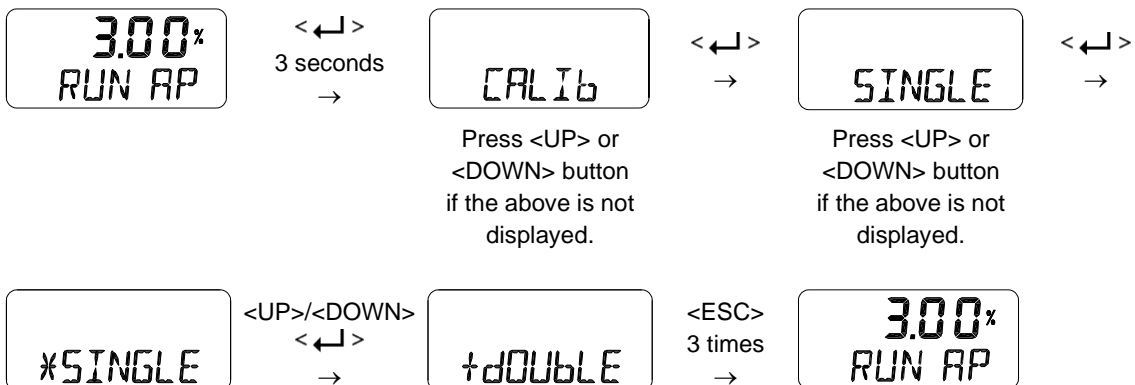 3.00%
RUN AP
<↵>
3 seconds
→
CALIb
Press <UP> or
<DOWN> button
if the above is not
displayed.
<↵>
→
SINGLE
Press <UP> or
<DOWN> button
if the above is not
displayed.
<↵>
→
*SINGLE
<UP>/<DOWN>
<↵>
→
+dOUbLE
<ESC>
3 times
→
3.00%
RUN AP